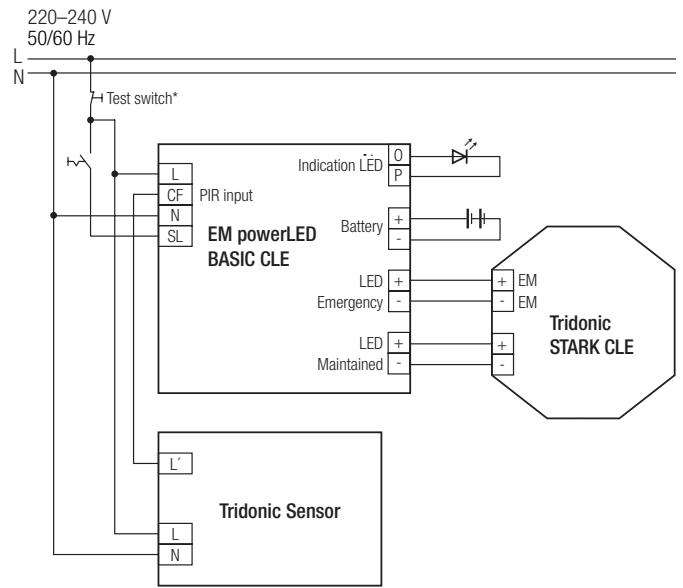 220–240 V
50/60 Hz
L
N
Test switch*
Indication LED
O
P
L
CF
PIR input
N
SL
EM powerLED
BASIC CLE
Battery
+
-
LED
+
Emergency
-
LED
+
Maintained
-
+
EM
-
EM
+
-
Tridonic
STARK CLE
L´
Tridonic Sensor
L
N